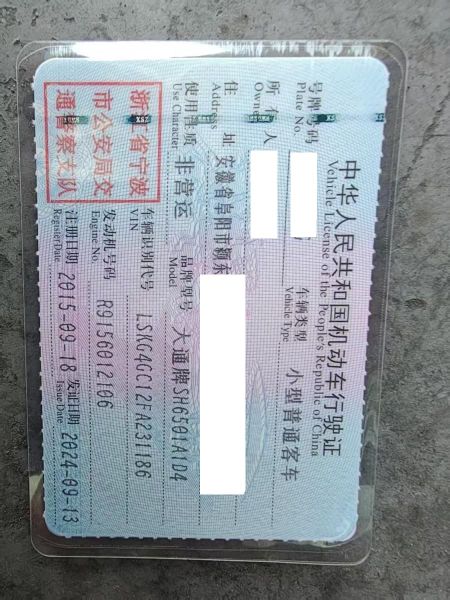 中华人民共和国机动车行驶证
Vehicle License of the People's Republic of China
号牌号码
Plate No.
车辆类型 小型普通客车
Vehicle Type
所有人
Owner
住址 安徽省阜阳市颍东
Address
使用性质 非营运
Use Character
品牌型号 大通牌SH6501A1D4
Model
浙江省宁波
市公安局交
通警察支队
车辆识别代号 LSKG4GC12FA231186
VIN
发动机号码 R9156012106
Engine No.
注册日期 2015-09-18
Register Date
发证日期 2024-09-13
Issue Date